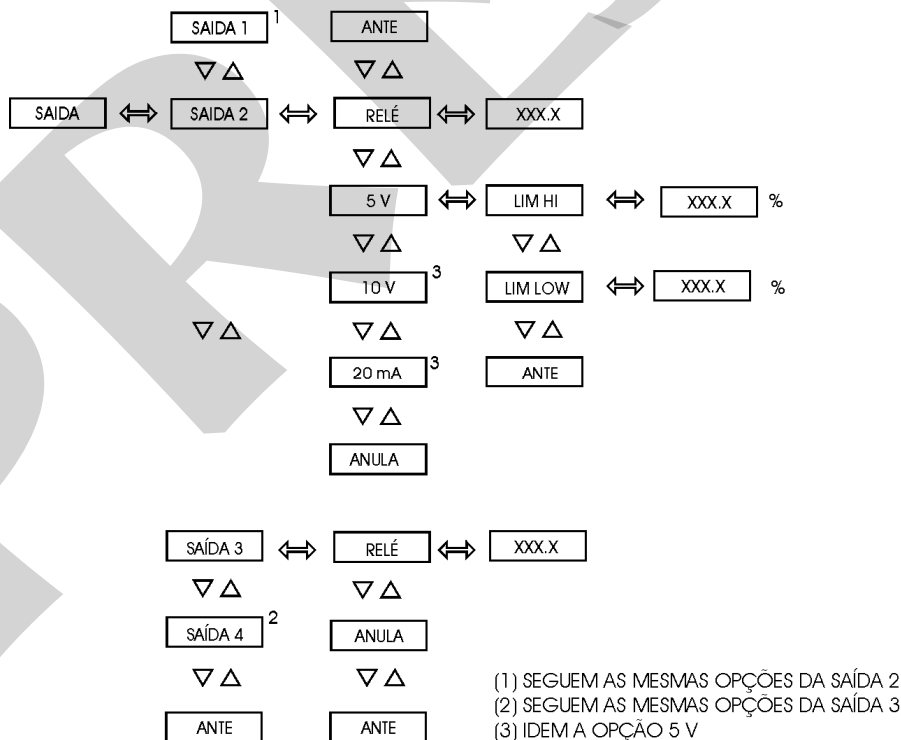 SAIDA 1 1 ANTE
SAIDA SAIDA 2 RELÉ XXX.X
5 V LIM HI XXX.X %
10 V 3 LIM LOW XXX.X %
20 mA 3 ANTE
ANULA
SAÍDA 3 RELÉ XXX.X
SAÍDA 4 2 ANULA
ANTE ANTE
(1) SEGUEM AS MESMAS OPÇÕES DA SAÍDA 2
(2) SEGUEM AS MESMAS OPÇÕES DA SAÍDA 3
(3) IDEM A OPÇÃO 5 V